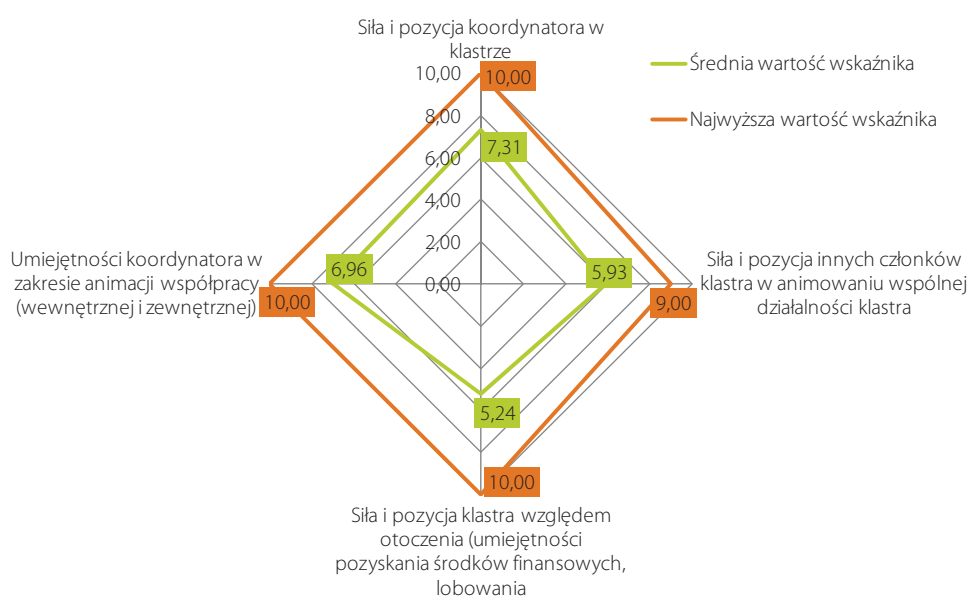 Siła i pozycja koordynatora w
klastrze
Średnia wartość wskaźnika
Najwyższa wartość wskaźnika
10,00
10,00
8,00
7,31
6,00
4,00
2,00
0,00
Umiejętności koordynatora w
zakresie animacji współpracy
(wewnętrznej i zewnętrznej)
6,96
10,00
5,93
9,00
Siła i pozycja innych członków
klastra w animowaniu wspólnej
działalności klastra
5,24
10,00
Siła i pozycja klastra względem
otoczenia (umiejętności
pozyskania środków finansowych,
lobowania